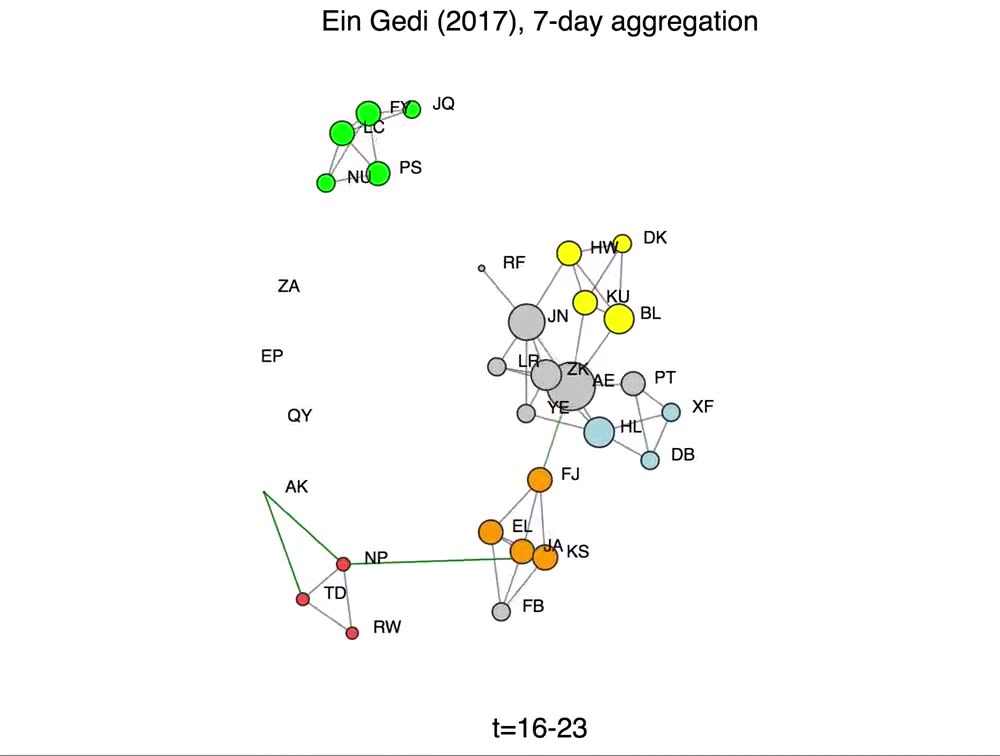 Ein Gedi (2017), 7-day aggregation
FY
JQ
LC
PS
NU
DK
HW
RF
ZA
KU
BL
JN
EP
LR
ZK
AE
PT
YE
XF
QY
HL
DB
FJ
AK
EL
JA
KS
NP
TD
FB
RW
t=16-23